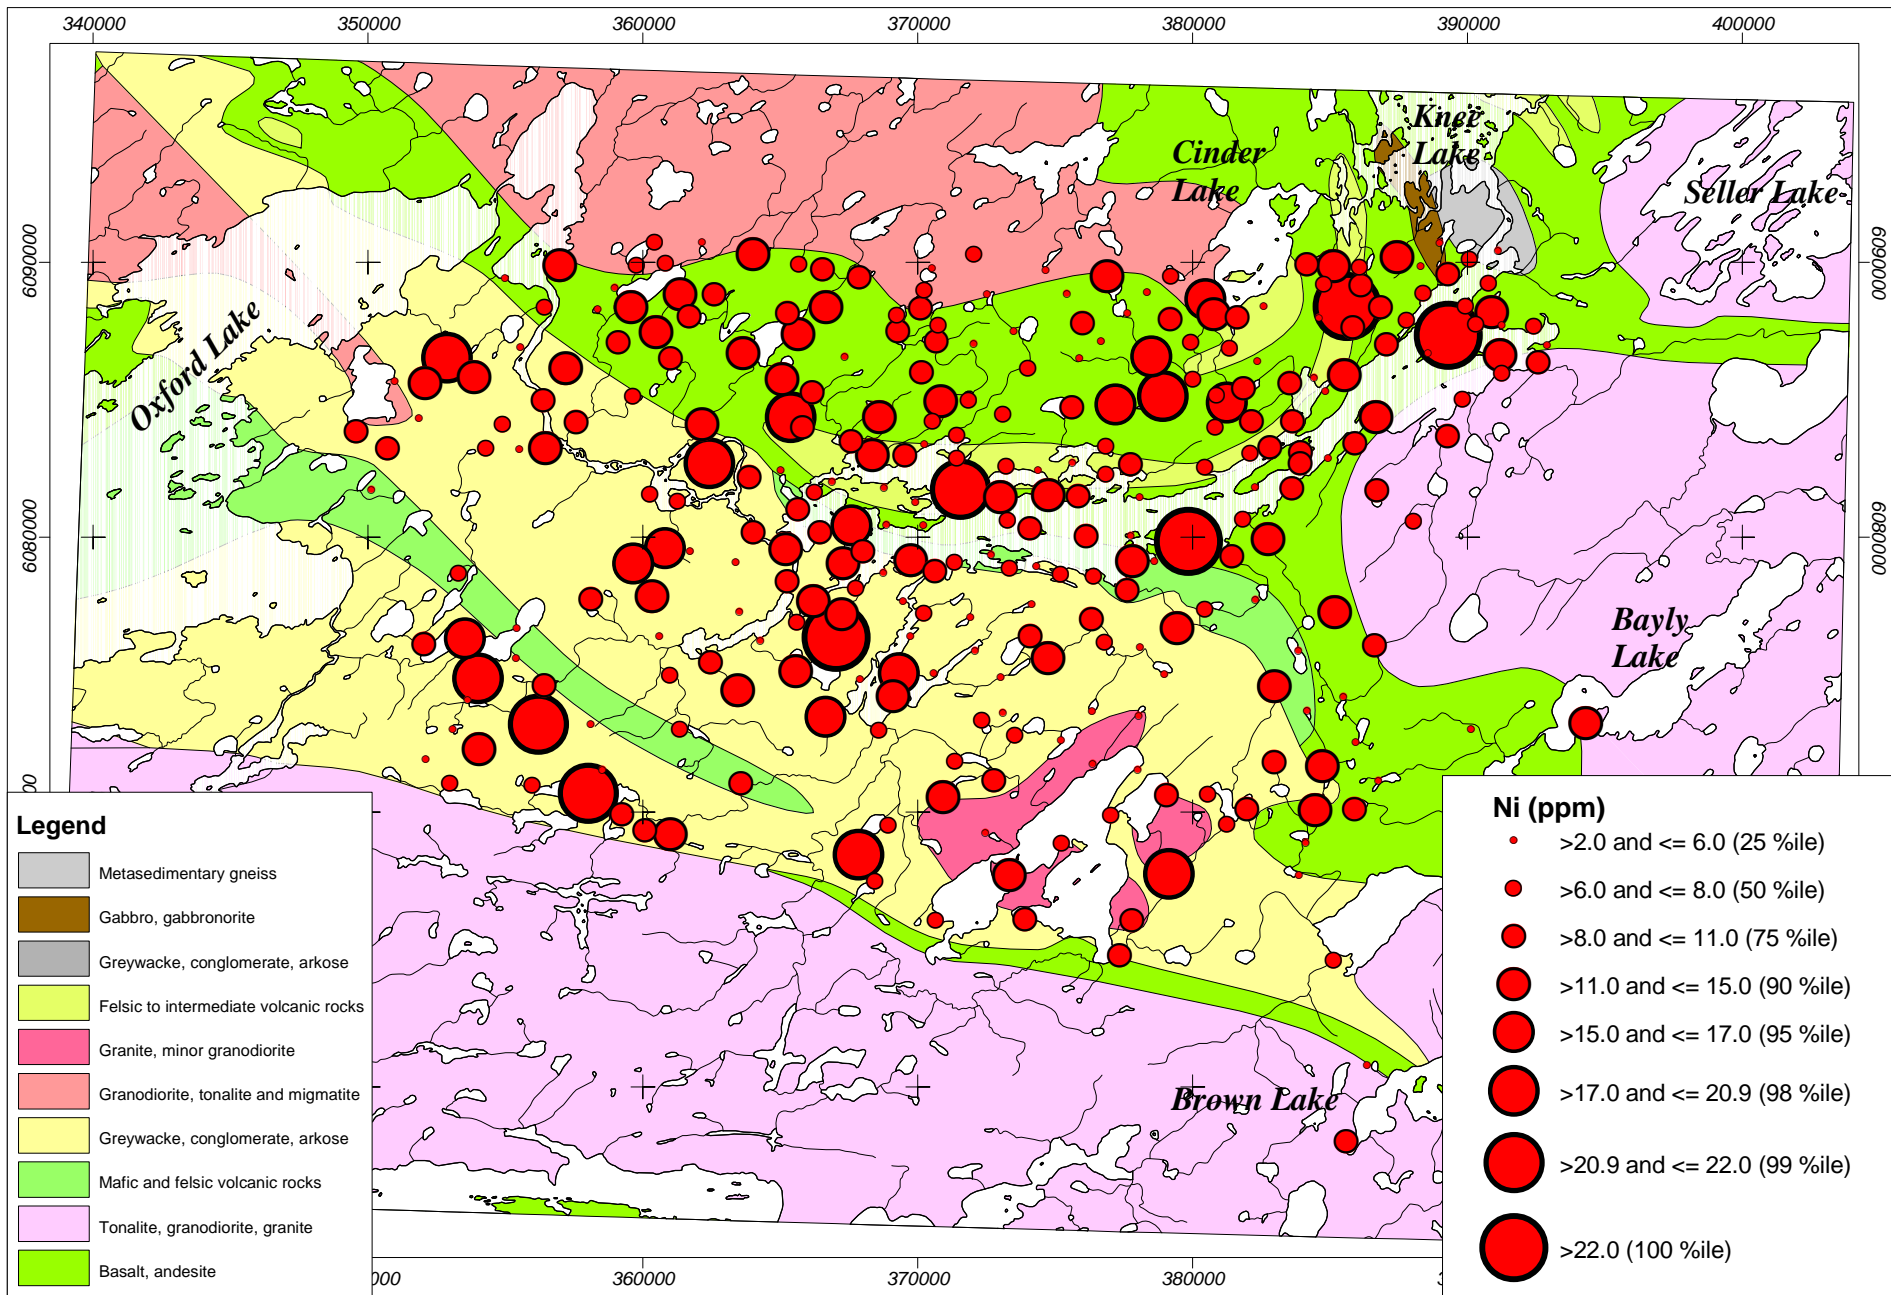 340000 350000 360000 370000 380000 390000 400000
Knee
Lake
Cinder
Lake
Seller Lake
6090000
6090000
Oxford Lake
6080000
6080000
Bayly
Lake
Brown Lake
00
Legend
Metasedimentary gneiss
Gabbro, gabbronorite
Greywacke, conglomerate, arkose
Felsic to intermediate volcanic rocks
Granite, minor granodiorite
Granodiorite, tonalite and migmatite
Greywacke, conglomerate, arkose
Mafic and felsic volcanic rocks
Tonalite, granodiorite, granite
Basalt, andesite
Ni (ppm)
>2.0 and <= 6.0 (25 %ile)
>6.0 and <= 8.0 (50 %ile)
>8.0 and <= 11.0 (75 %ile)
>11.0 and <= 15.0 (90 %ile)
>15.0 and <= 17.0 (95 %ile)
>17.0 and <= 20.9 (98 %ile)
>20.9 and <= 22.0 (99 %ile)
>22.0 (100 %ile)
360000 370000 380000